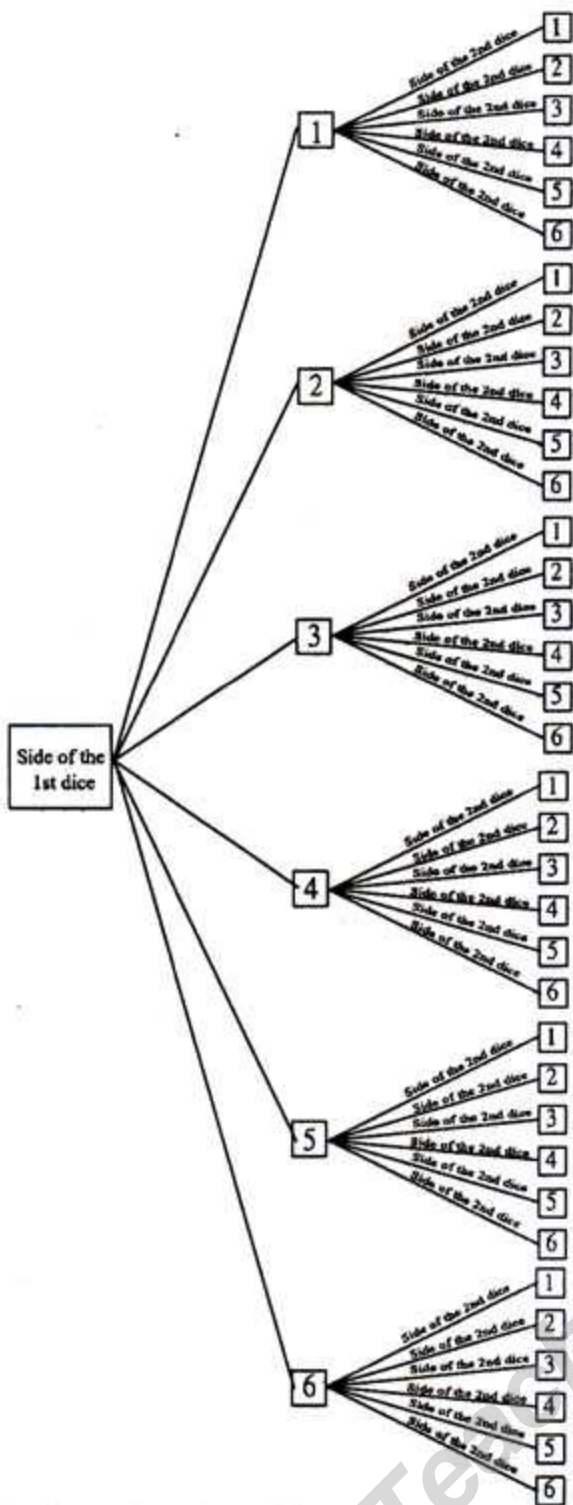 Side of the 2nd dice
1
Side of the 2nd dice
2
Side of the 2nd dice
3
1
Side of the 2nd dice
4
Side of the 2nd dice
5
Side of the 2nd dice
6
Side of the 2nd dice
1
Side of the 2nd dice
2
Side of the 2nd dice
3
2
Side of the 2nd dice
4
Side of the 2nd dice
5
Side of the 2nd dice
6
Side of the 2nd dice
1
Side of the 2nd dice
2
Side of the 2nd dice
3
3
Side of the 2nd dice
4
Side of the 2nd dice
5
Side of the 2nd dice
6
Side of the
1st dice
Side of the 2nd dice
1
Side of the 2nd dice
2
Side of the 2nd dice
3
4
Side of the 2nd dice
4
Side of the 2nd dice
5
Side of the 2nd dice
6
Side of the 2nd dice
1
Side of the 2nd dice
2
Side of the 2nd dice
3
5
Side of the 2nd dice
4
Side of the 2nd dice
5
Side of the 2nd dice
6
Side of the 2nd dice
1
Side of the 2nd dice
2
Side of the 2nd dice
3
6
Side of the 2nd dice
4
Side of the 2nd dice
5
Side of the 2nd dice
6